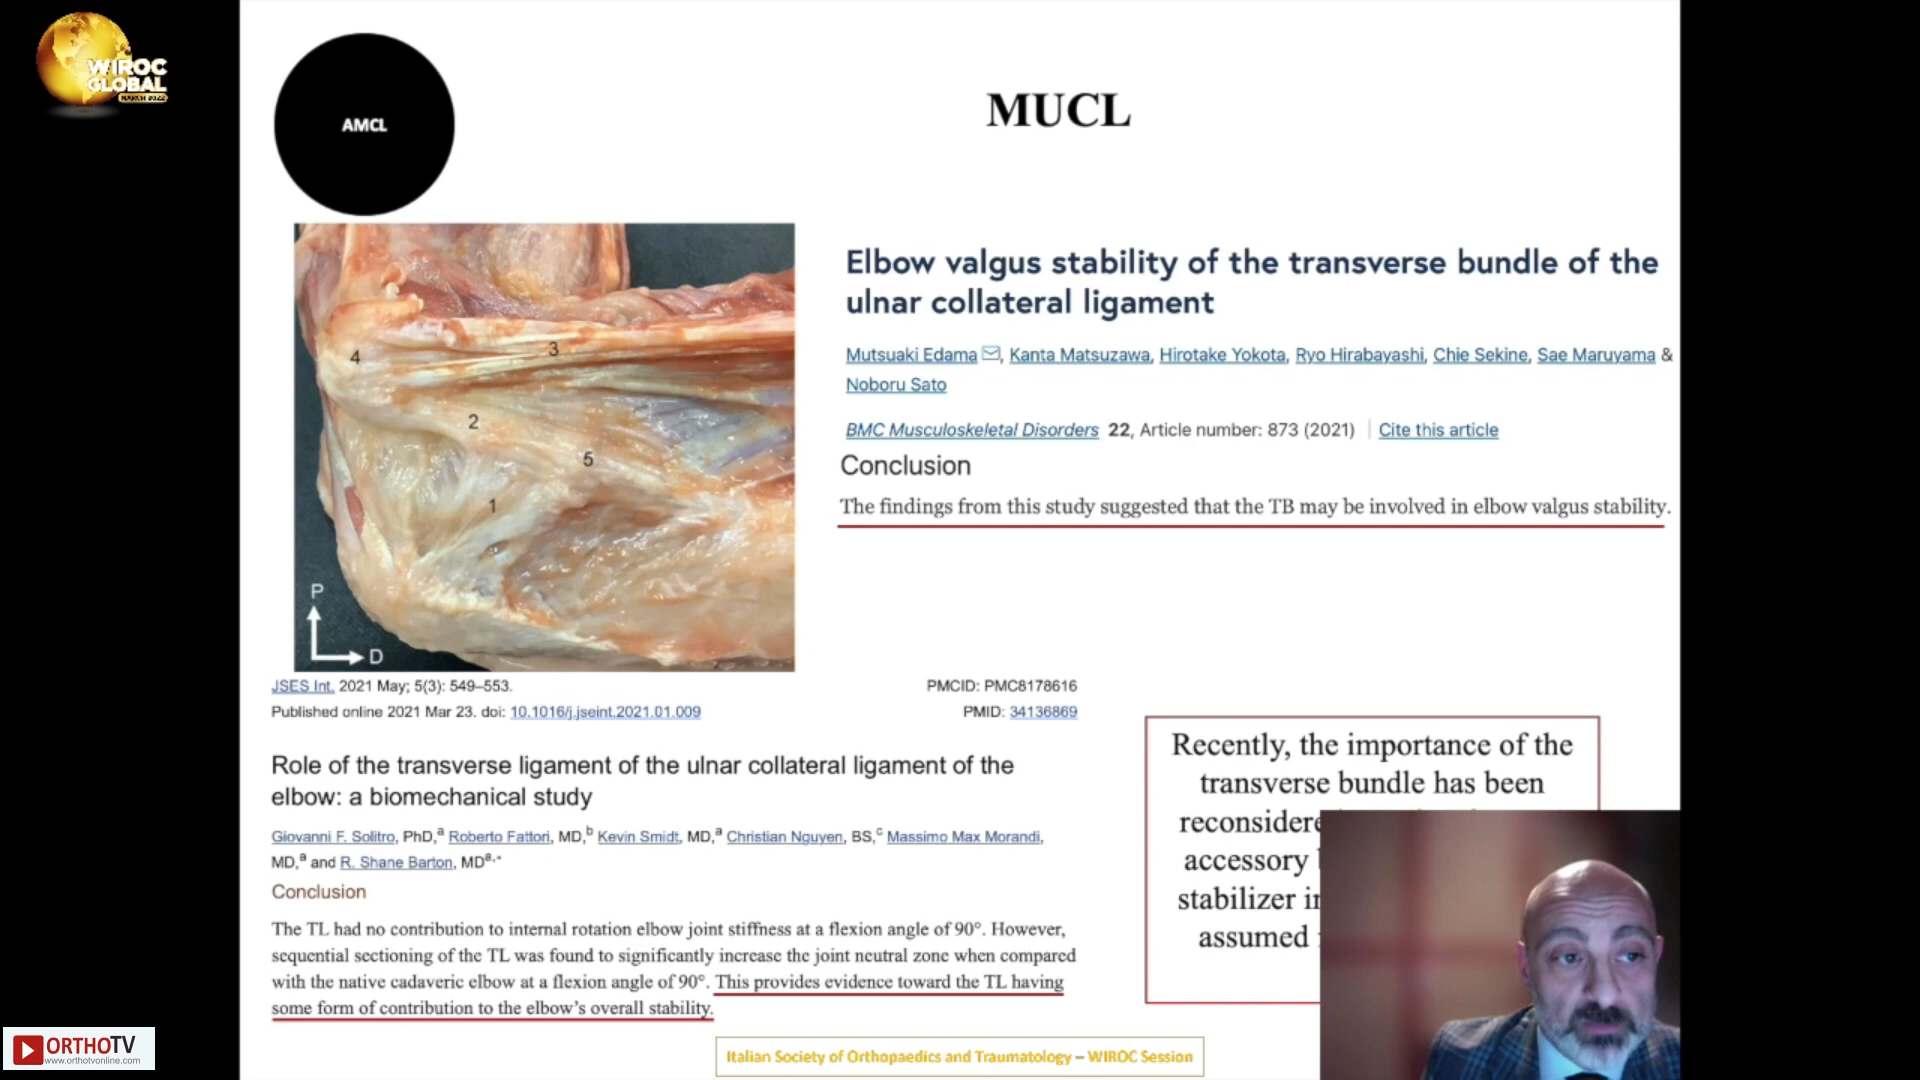 WIROC
GLOBAL
MARCH 2022
AMCL
MUCL
4
3
2
5
1
P
D
Elbow valgus stability of the transverse bundle of the
ulnar collateral ligament
Mutsuaki Edama, Kanta Matsuzawa, Hirotake Yokota, Ryo Hirabayashi, Chie Sekine, Sae Maruyama &
Noboru Sato
BMC Musculoskeletal Disorders 22, Article number: 873 (2021) | Cite this article
Conclusion
The findings from this study suggested that the TB may be involved in elbow valgus stability.
JSES Int. 2021 May; 5(3): 549–553.
PMCID: PMC8178616
Published online 2021 Mar 23. doi: 10.1016/j.jseint.2021.01.009
PMID: 34136869
Role of the transverse ligament of the ulnar collateral ligament of the
elbow: a biomechanical study
Giovanni F. Solitro, PhD,a Roberto Fattori, MD,b Kevin Smidt, MD,a Christian Nguyen, BS,c Massimo Max Morandi,
MD,a and R. Shane Barton, MDa,*
Conclusion
The TL had no contribution to internal rotation elbow joint stiffness at a flexion angle of 90°. However,
sequential sectioning of the TL was found to significantly increase the joint neutral zone when compared
with the native cadaveric elbow at a flexion angle of 90°. This provides evidence toward the TL having
some form of contribution to the elbow's overall stability.
Recently, the importance of the
transverse bundle has been
reconsidere
accessory
stabilizer in
assumed
ORTHOTV
www.orthotvonline.com
Italian Society of Orthopaedics and Traumatology – WIROC Session